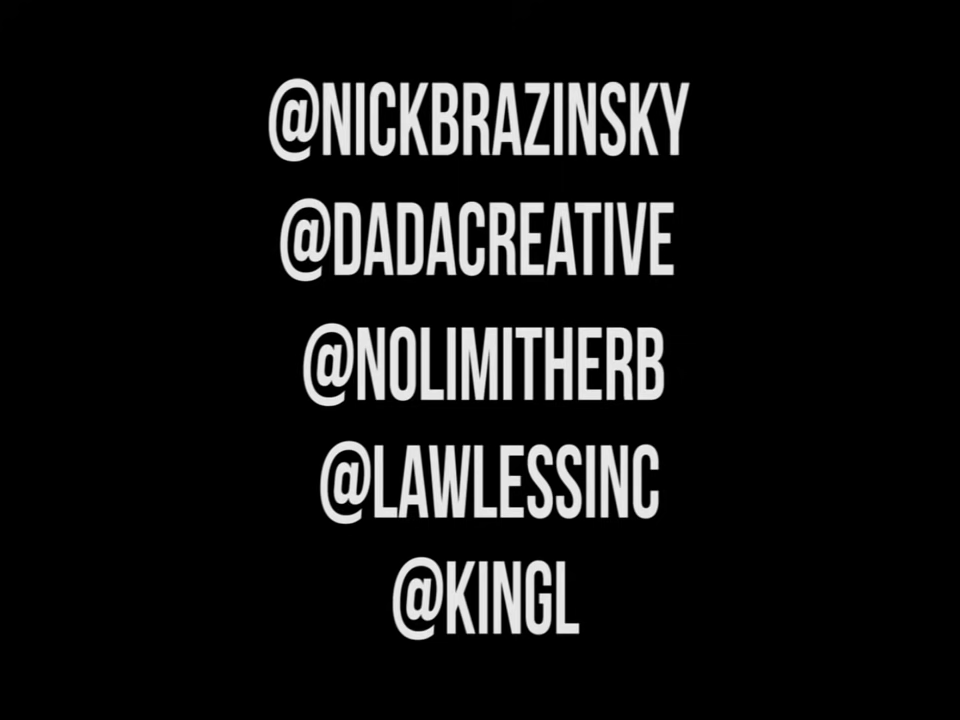 @NICKBRAZINSKY
@DADACREATIVE
@NOLIMITHERB
@LAWLESSINC
@KINGL